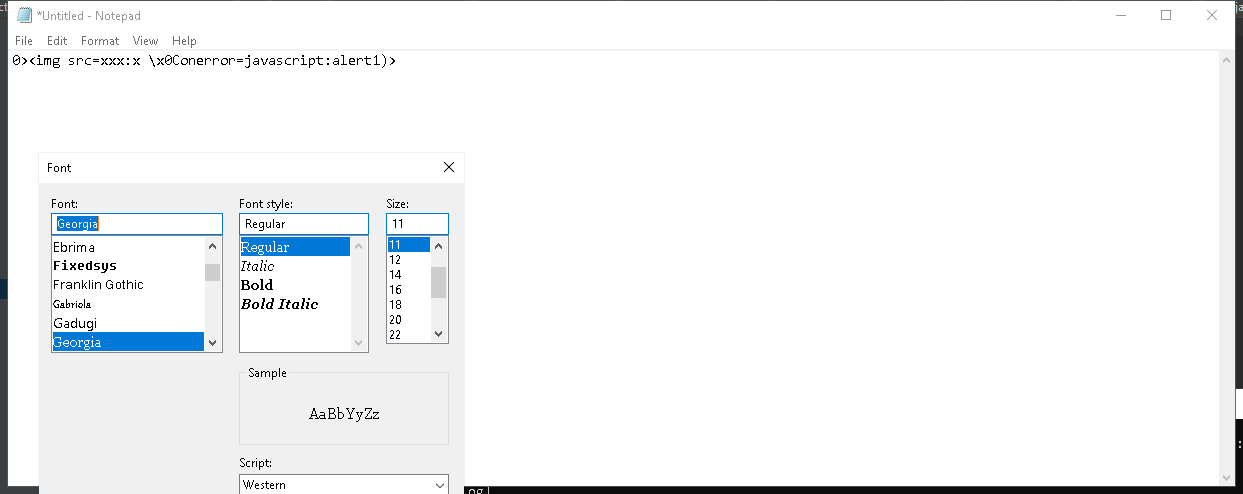 *Untitled - Notepad
File Edit Format View Help
0><img src=xxx:x \x0Conerror=javascript:alert1)>
Font
Font: Font style: Size:
Georgia Regular 11
Ebrima Regular 11
Fixedsys Italic 12
Franklin Gothic Bold 14
Gabriola Bold Italic 16
Gadugi 18
Georgia 20
22
Sample
AaBbYyZz
Script:
Western